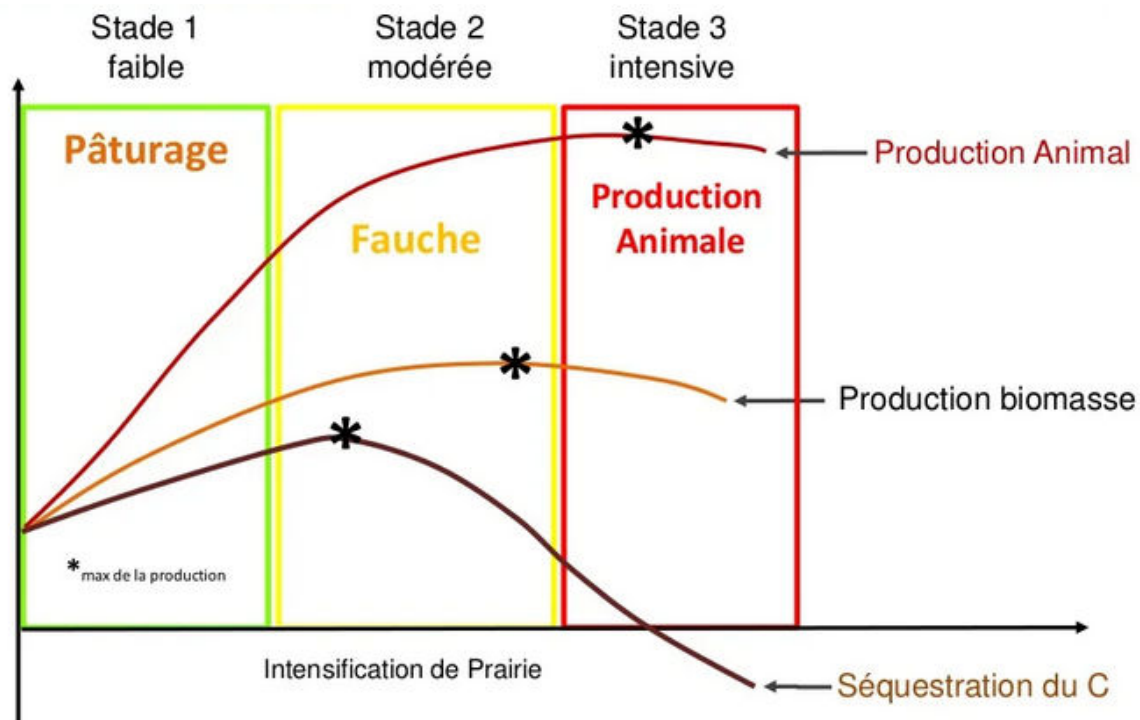 Stade 1
faible
Stade 2
modérée
Stade 3
intensive
Pâturage
Fauche
Production
Animale
Production Animal
Production biomasse
*max de la production
Intensification de Prairie
Séquestration du C